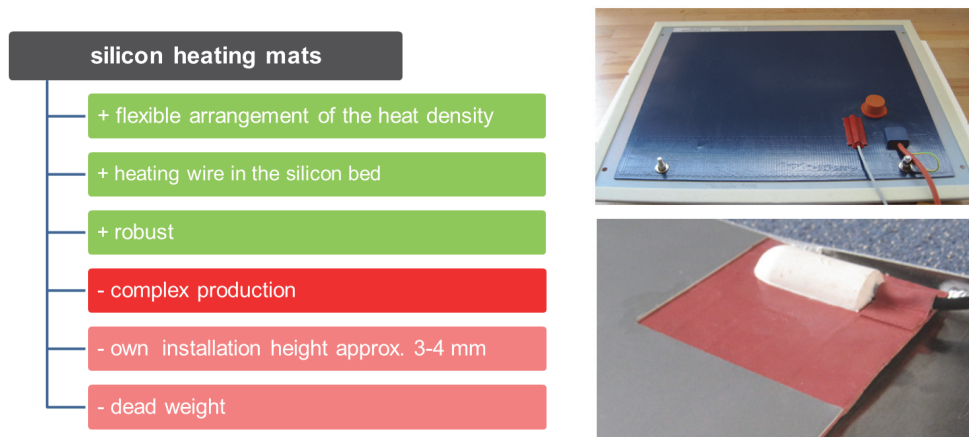 silicon heating mats
+ flexible arrangement of the heat density
+ heating wire in the silicon bed
+ robust
- complex production
- own installation height approx. 3-4 mm
- dead weight